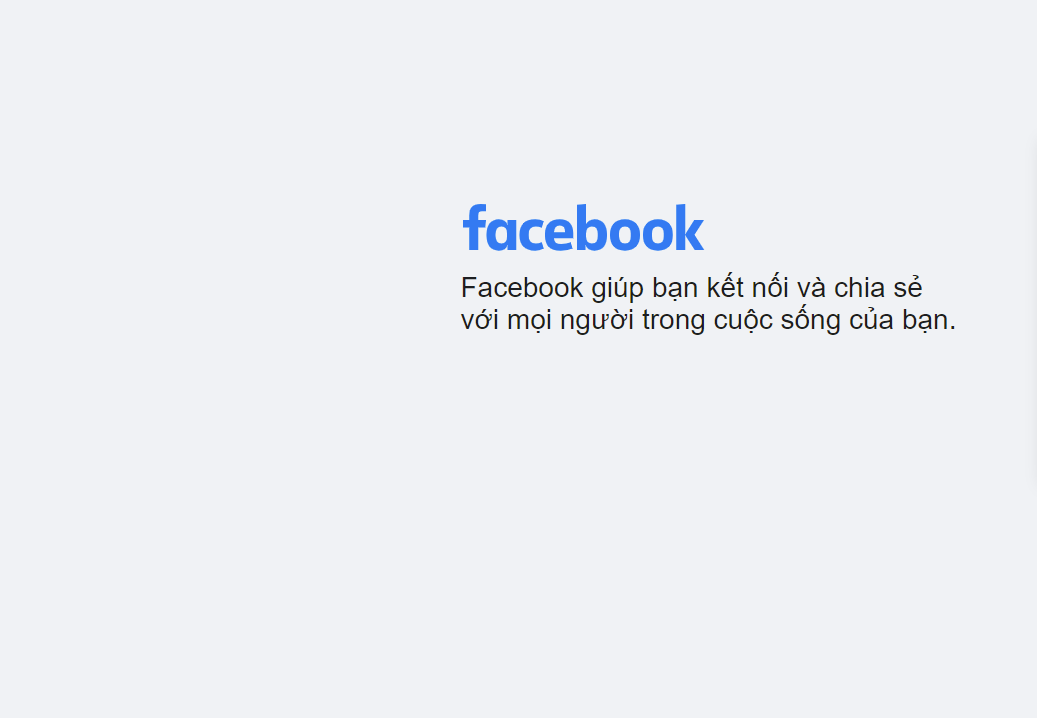 facebook
Facebook giúp bạn kết nối và chia sẻ
với mọi người trong cuộc sống của bạn.